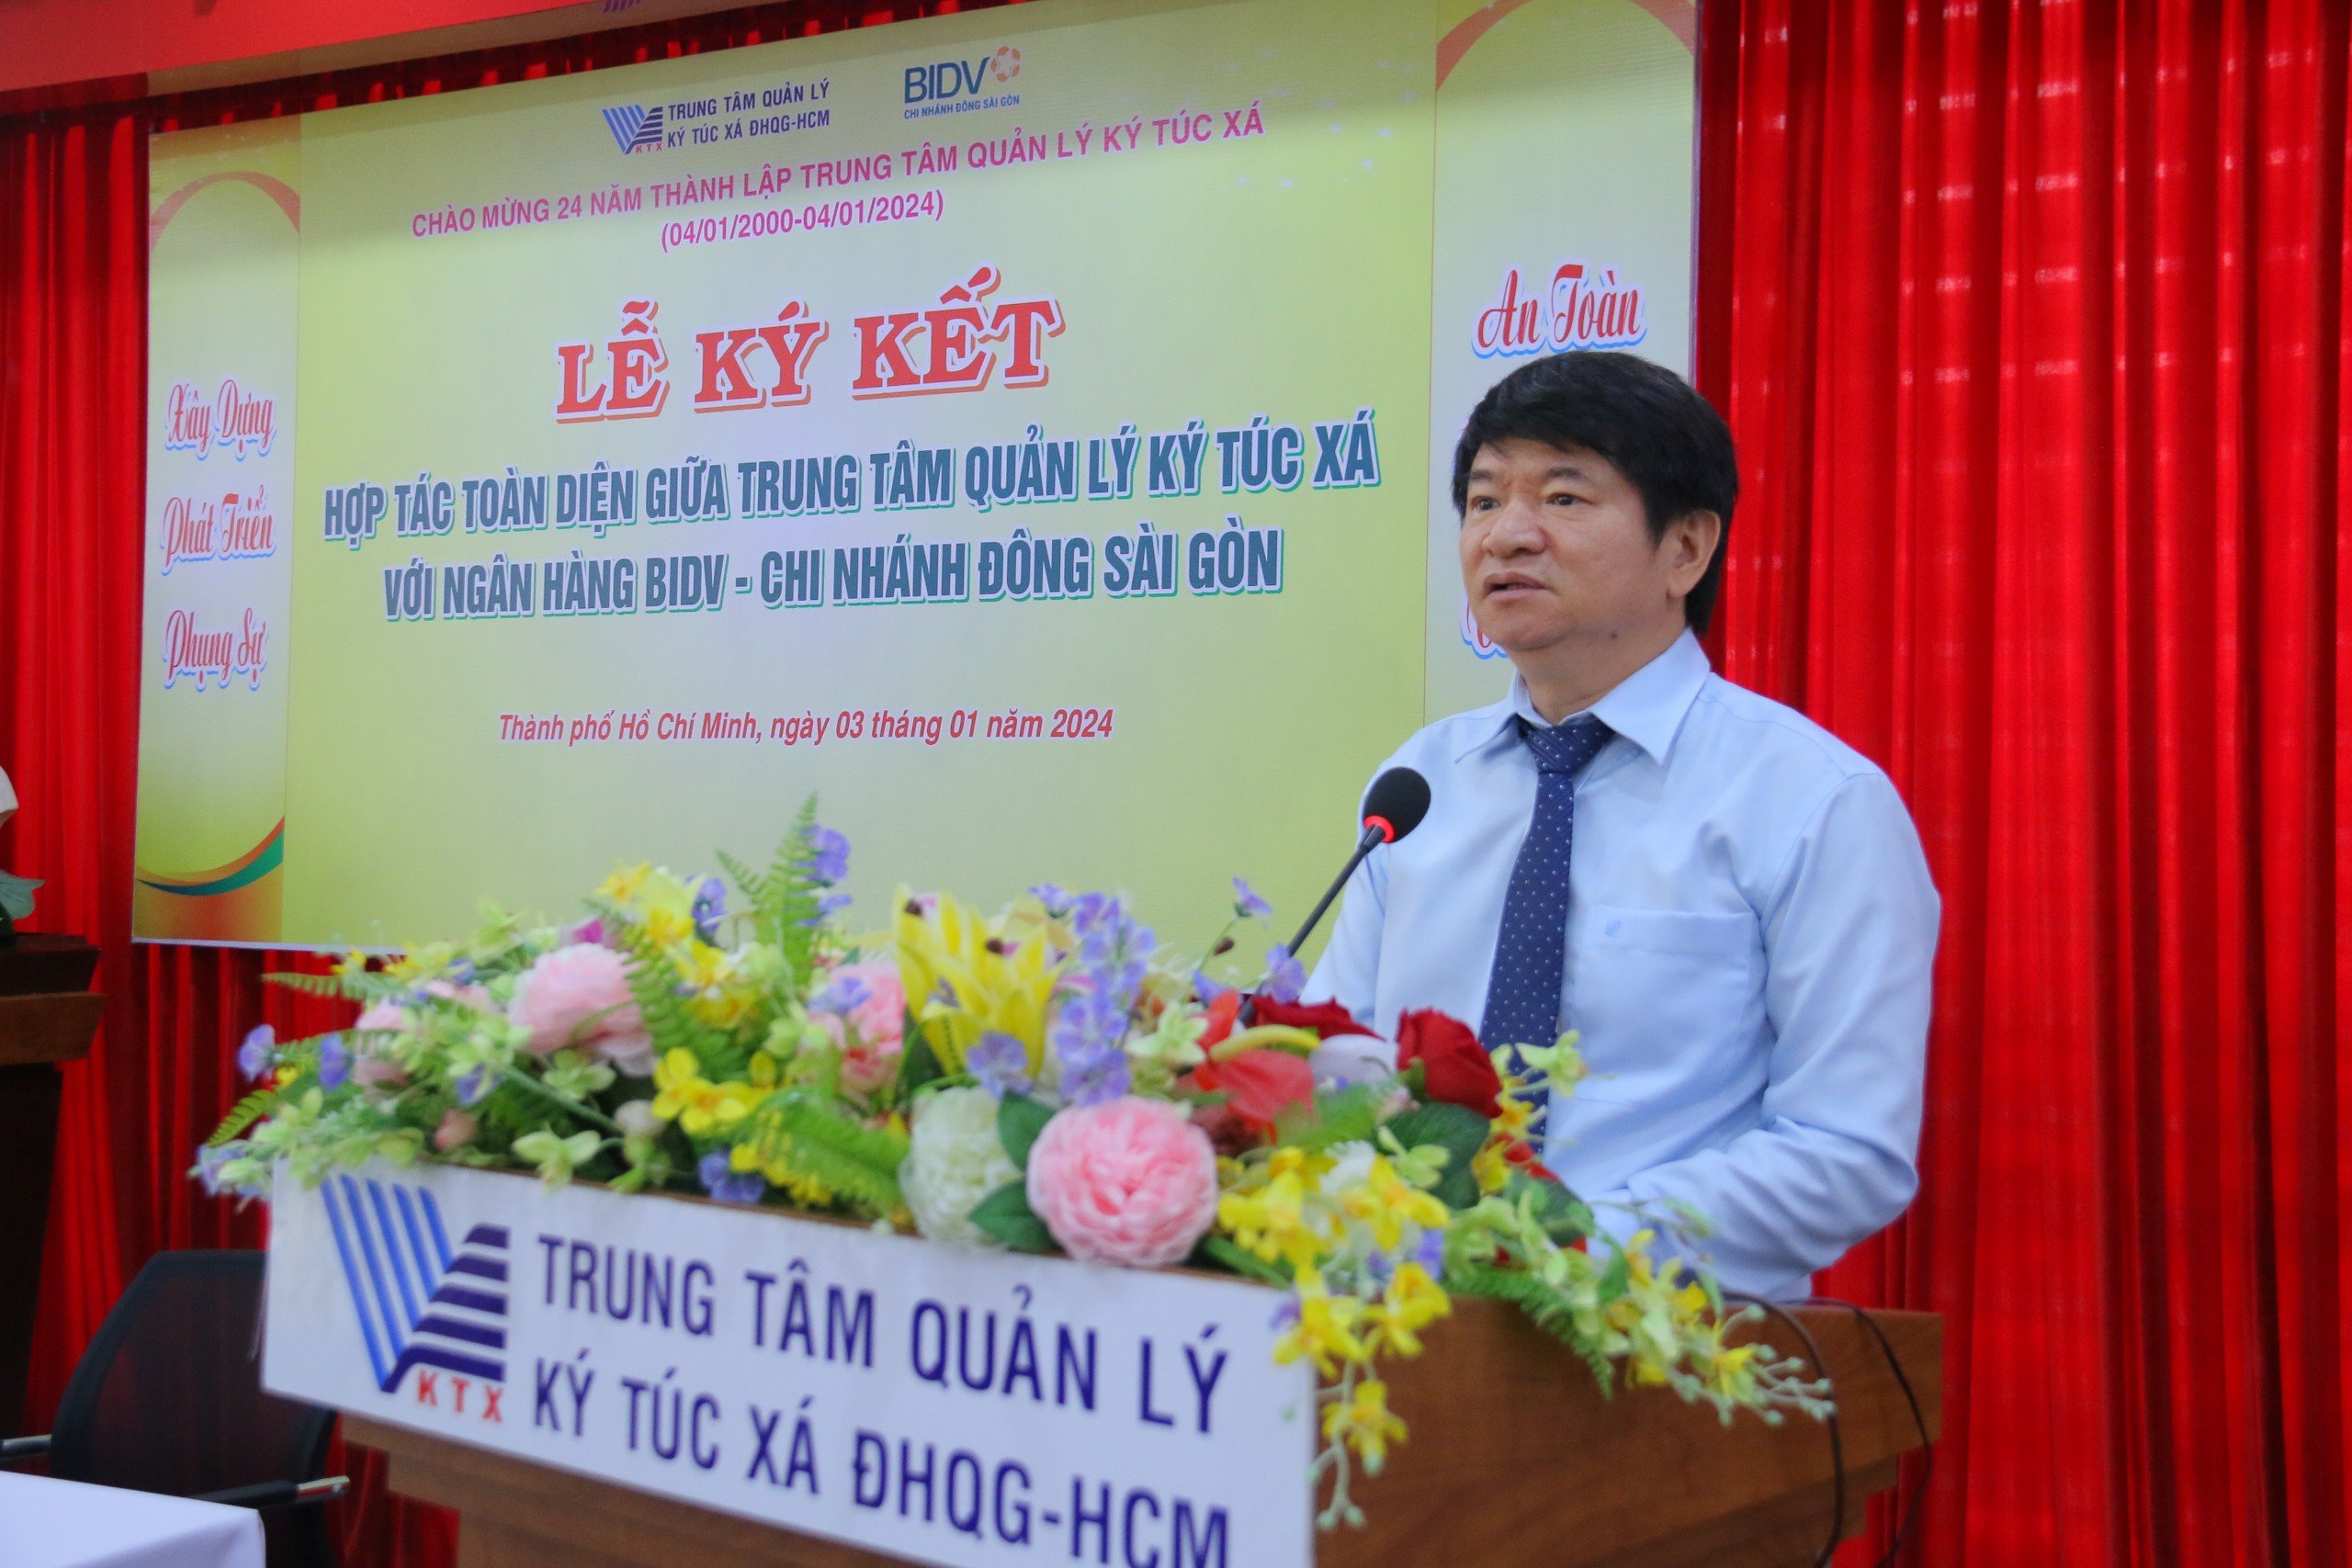 TRUNG TÂM QUẢN LÝ
KÝ TÚC XÁ ĐHQG-HCM
KTX
BIDV
CHI NHÁNH ĐÔNG SÀI GÒN
CHÀO MỪNG 24 NĂM THÀNH LẬP TRUNG TÂM QUẢN LÝ KÝ TÚC XÁ
(04/01/2000-04/01/2024)
LỄ KÝ KẾT
HỢP TÁC TOÀN DIỆN GIỮA TRUNG TÂM QUẢN LÝ KÝ TÚC XÁ
VỚI NGÂN HÀNG BIDV - CHI NHÁNH ĐÔNG SÀI GÒN
Thành phố Hồ Chí Minh, ngày 03 tháng 01 năm 2024
Xây Dựng
Phát Triển
Phụng Sự
An Toàn
TRUNG TÂM QUẢN LÝ
KÝ TÚC XÁ ĐHQG-HCM
KTX